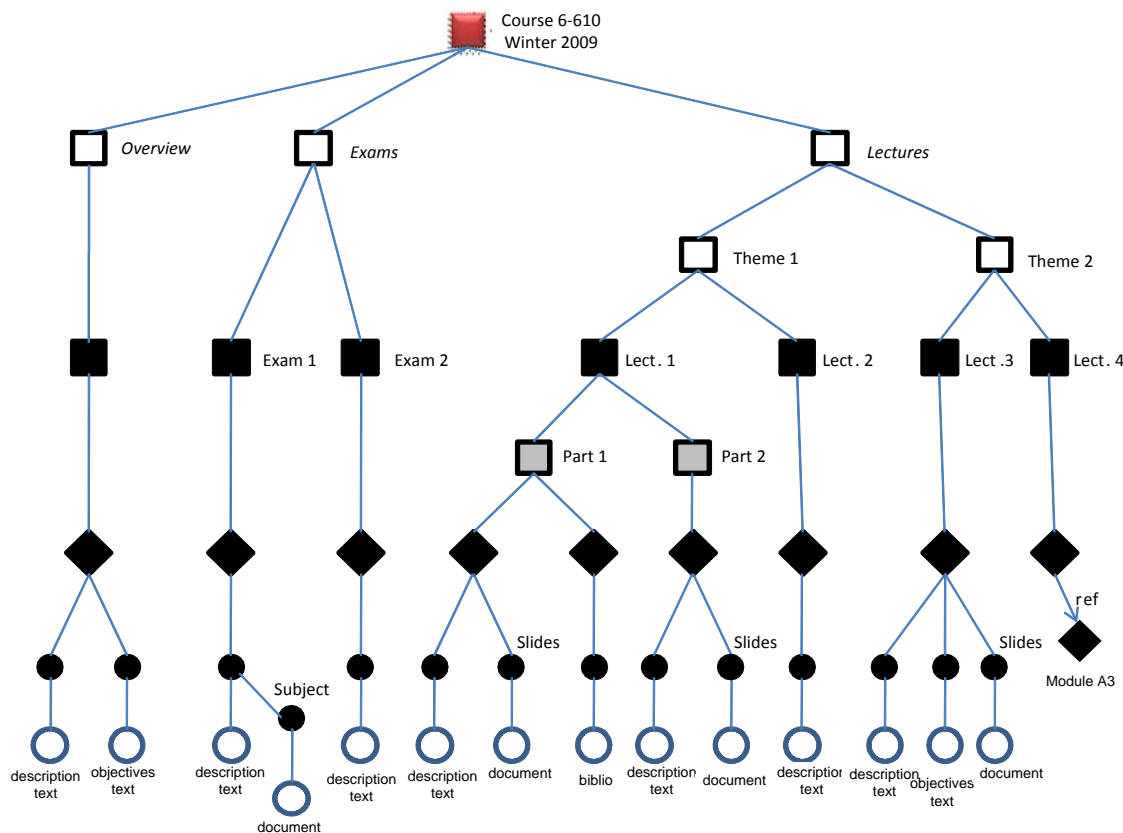 Course 6-610
Winter 2009
Overview
Exams
Lectures
Theme 1
Theme 2
Exam 1
Exam 2
Lect. 1
Lect. 2
Lect .3
Lect. 4
Part 1
Part 2
ref
Slides
Slides
Slides
Module A3
Subject
description
text
objectives
text
description
text
document
description
text
description
text
document
biblio
description
text
document
description
text
description
text
objectives
text
document